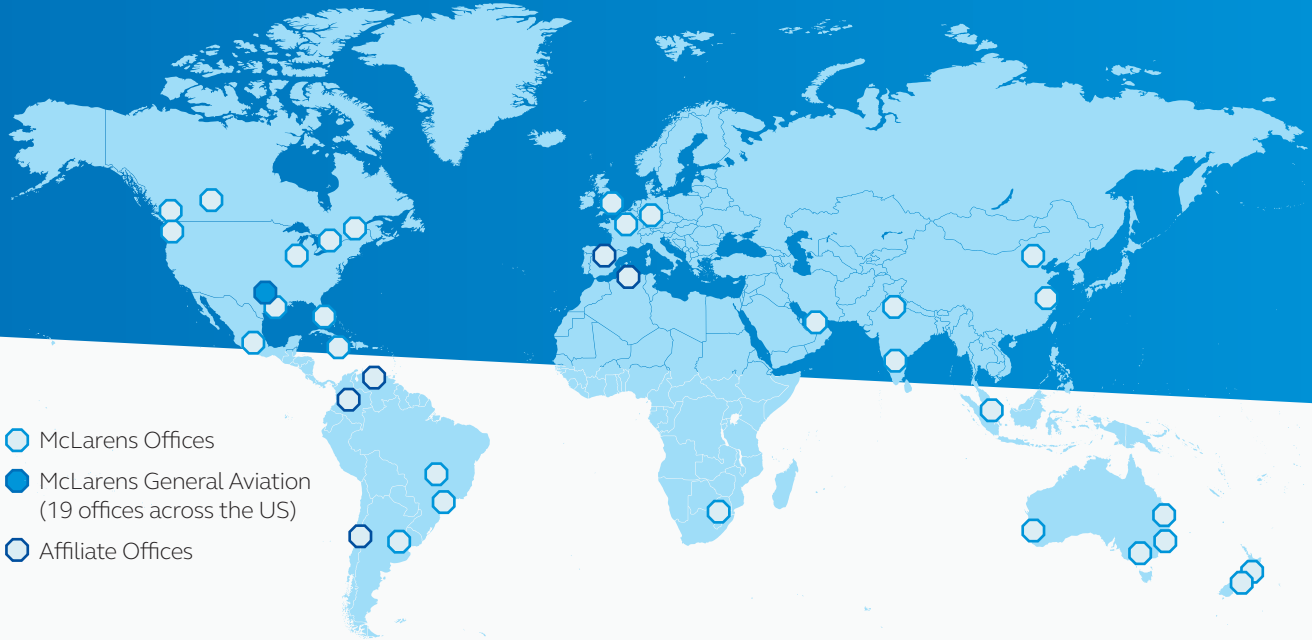 McLarens Offices
McLarens General Aviation
(19 offices across the US)
Affiliate Offices